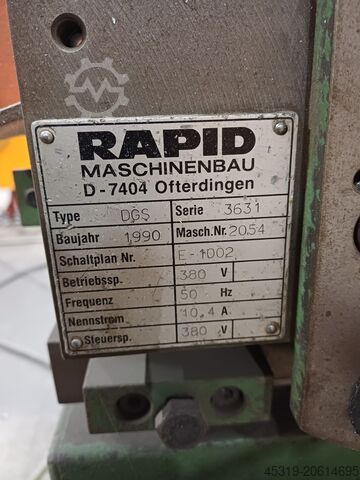 RAPID
MASCHINENBAU
D-7404 Ofterdingen
Type DGS Serie 3631
Baujahr 1990 Masch.Nr. 2054
Schaltplan Nr. E-1002
Betriebssp. 380 V
Frequenz 50 Hz
Nennstrom 10,4 A
Steuersp. 380 V
45319-20614695